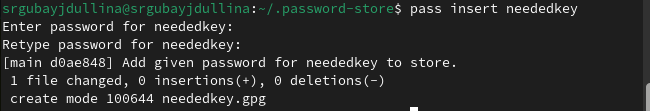 srgubayjdullina@srgubayjdullina:~/.password-store$ pass insert neededkey
Enter password for neededkey:
Retype password for neededkey:
[main d0ae848] Add given password for neededkey to store.
 1 file changed, 0 insertions(+), 0 deletions(-)
 create mode 100644 neededkey.gpg